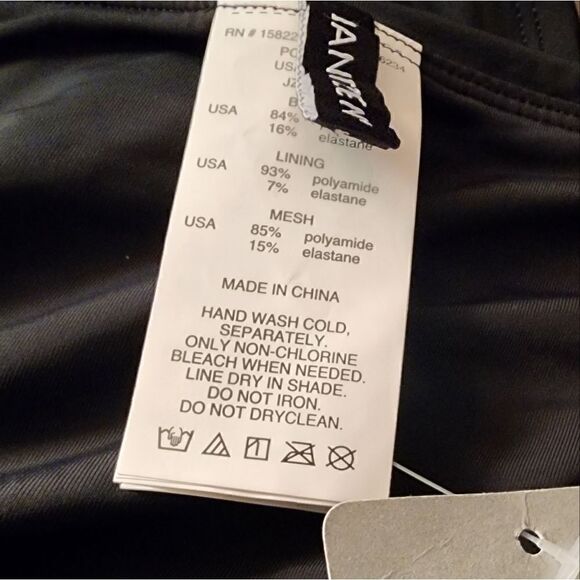 RN # 15822
6234
USA
84%
16%
elastane
LINING
USA
93% polyamide
7% elastane
MESH
USA
85% polyamide
15% elastane
MADE IN CHINA
HAND WASH COLD,
SEPARATELY.
ONLY NON-CHLORINE
BLEACH WHEN NEEDED.
LINE DRY IN SHADE.
DO NOT IRON.
DO NOT DRYCLEAN.